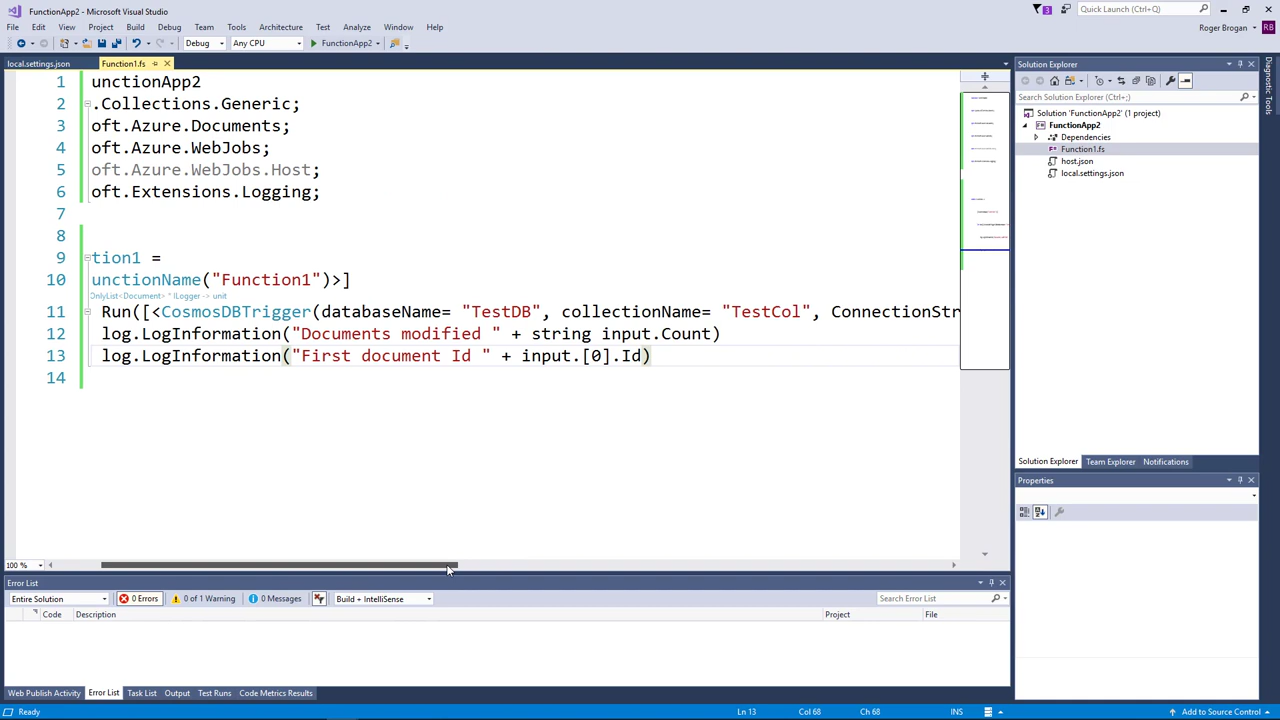 FunctionApp2 - Microsoft Visual Studio
3
Quick Launch (Ctrl+Q)
File Edit View Project Build Debug Team Tools Architecture Test Analyze Window Help
Roger Brogan RB
Debug Any CPU FunctionApp2
local.settings.json Function1.fs
1 unctionApp2
2 .Collections.Generic;
3 oft.Azure.Documents;
4 oft.Azure.WebJobs;
5 oft.Azure.WebJobs.Host;
6 oft.Extensions.Logging;
7
8
9 tion1 =
10 unctionName("Function1")>]
OnlyList<Document> * ILogger -> unit
11 Run([<CosmosDBTrigger(databaseName= "TestDB", collectionName= "TestCol", ConnectionStr
12 log.LogInformation("Documents modified " + string input.Count)
13 log.LogInformation("First document Id " + input.[0].Id)
14
100 %
Solution Explorer
Search Solution Explorer (Ctrl+;)
Solution 'FunctionApp2' (1 project)
FunctionApp2
Dependencies
Function1.fs
host.json
local.settings.json
Solution Explorer Team Explorer Notifications
Properties
Diagnostic Tools
Error List
Entire Solution 0 Errors 0 of 1 Warning 0 Messages Build + IntelliSense Search Error List
Code Description Project File
Web Publish Activity Error List Task List Output Test Runs Code Metrics Results
Ready Ln 13 Col 68 Ch 68 INS Add to Source Control